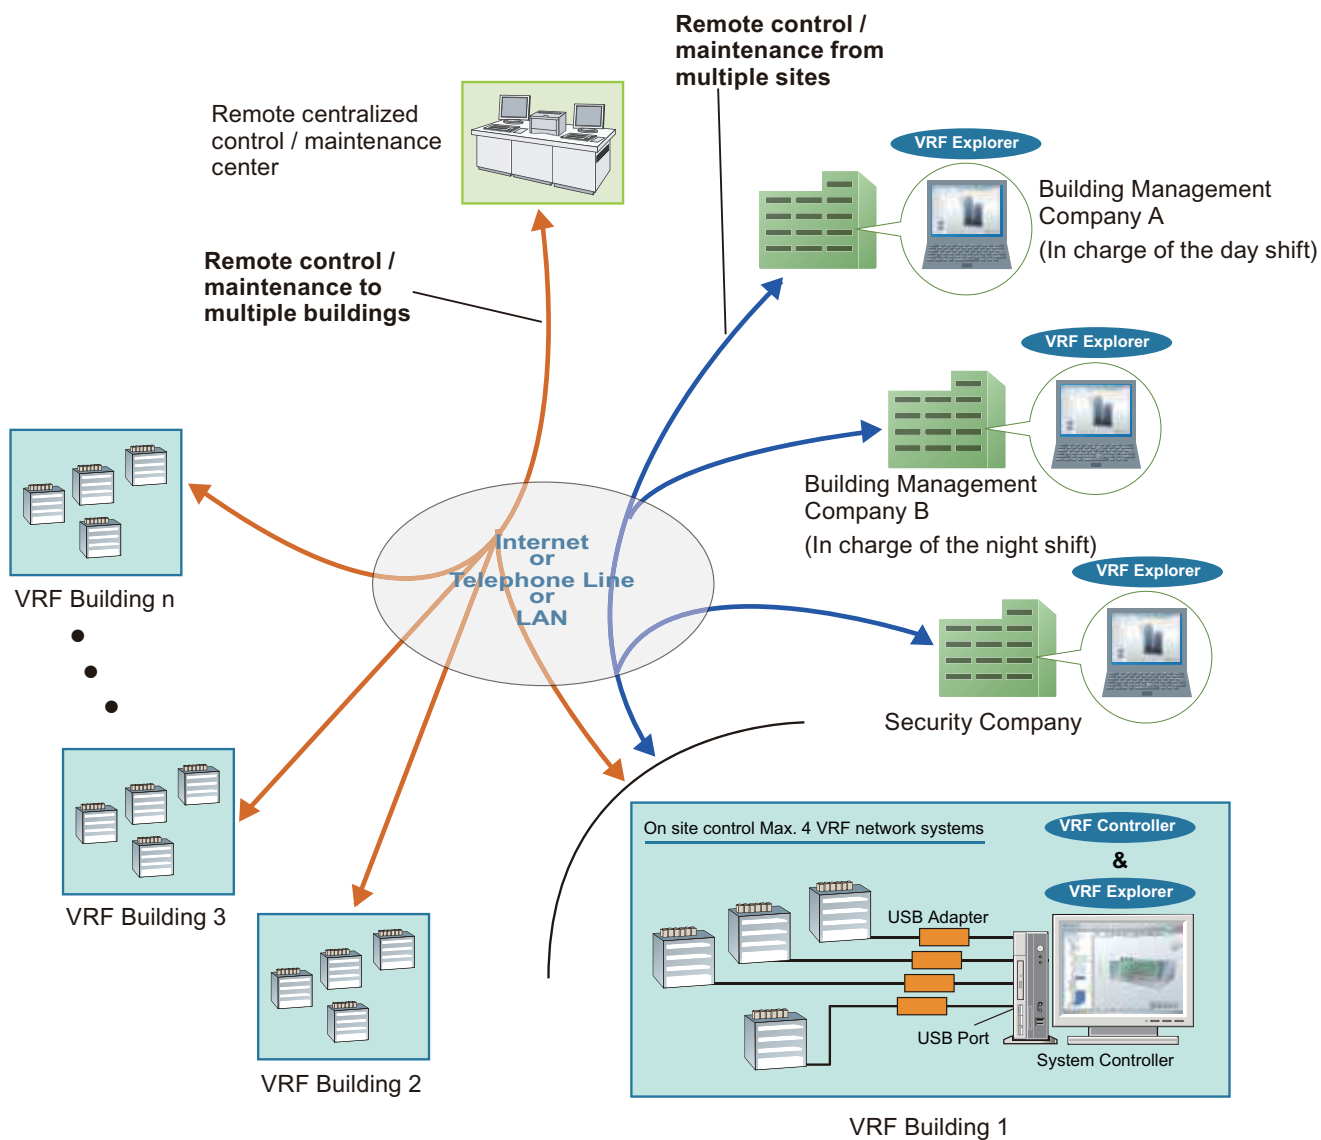 Remote control /
maintenance from
multiple sites
Remote centralized
control / maintenance
center
VRF Explorer
Building Management
Company A
(In charge of the day shift)
Remote control /
maintenance to
multiple buildings
VRF Explorer
Building Management
Company B
(In charge of the night shift)
Internet
or
Telephone Line
or
LAN
VRF Explorer
Security Company
VRF Building n
VRF Building 3
VRF Building 2
On site control Max. 4 VRF network systems
VRF Controller
&
VRF Explorer
USB Adapter
USB Port
System Controller
VRF Building 1